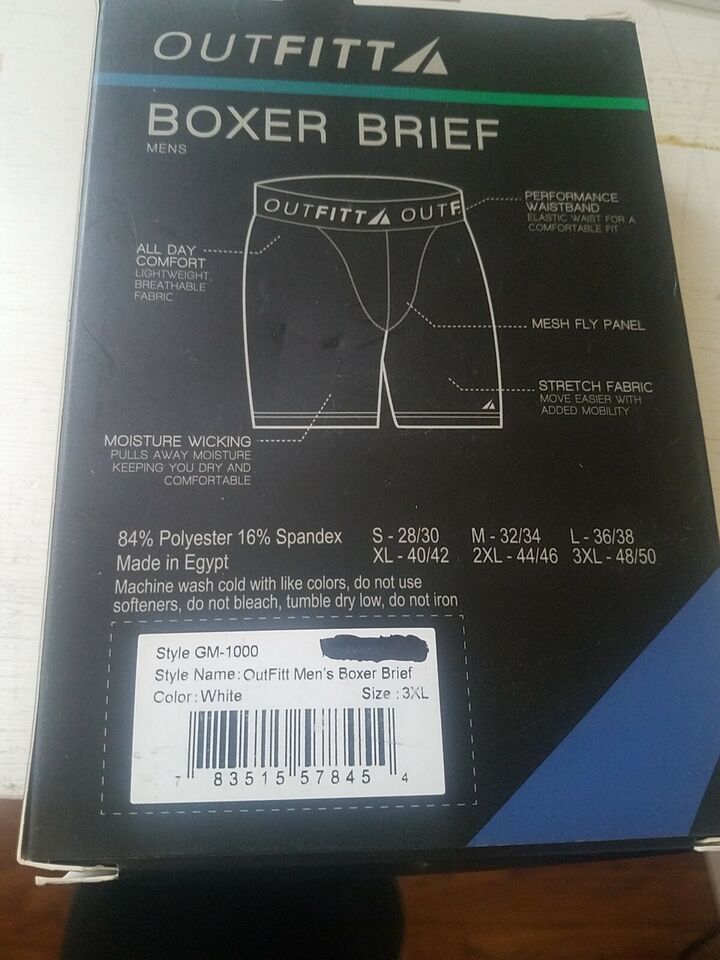 OUTFITT
BOXER BRIEF
MENS
OUTFITT OUTF
PERFORMANCE
WAISTBAND
ELASTIC WAIST FOR A
COMFORTABLE FIT
ALL DAY
COMFORT
LIGHTWEIGHT,
BREATHABLE
FABRIC
MESH FLY PANEL
STRETCH FABRIC
MOVE EASIER WITH
ADDED MOBILITY
MOISTURE WICKING
PULLS AWAY MOISTURE
KEEPING YOU DRY AND
COMFORTABLE
84% Polyester 16% Spandex
Made in Egypt
S - 28/30 M - 32/34 L - 36/38
XL - 40/42 2XL - 44/46 3XL - 48/50
Machine wash cold with like colors, do not use
softeners, do not bleach, tumble dry low, do not iron
Style GM-1000
Style Name: OutFitt Men's Boxer Brief
Color: White Size : 3XL
7 83515 57845 4